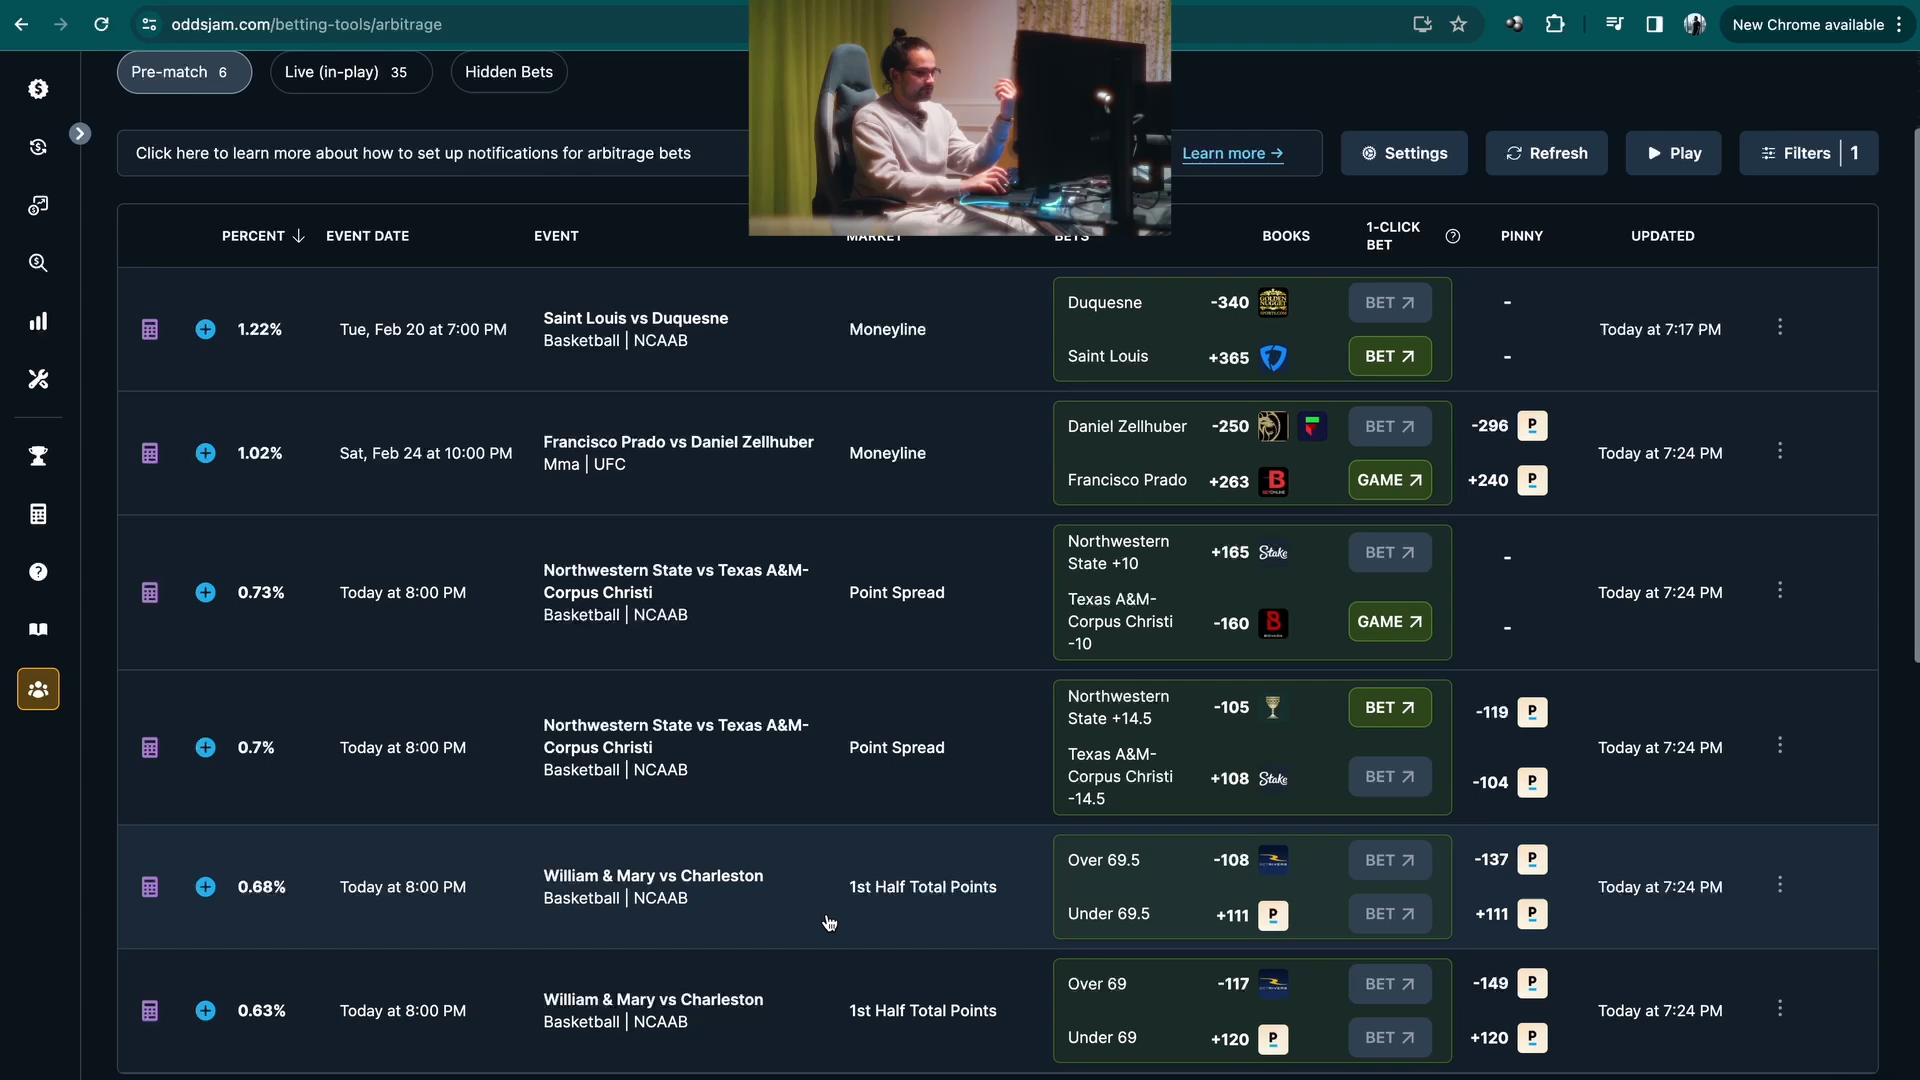 oddsjam.com/betting-tools/arbitrage
New Chrome available
Pre-match 6
Live (in-play) 35
Hidden Bets
Click here to learn more about how to set up notifications for arbitrage bets
Learn more →
Settings
Refresh
Play
Filters 1
PERCENT
EVENT DATE
EVENT
MARKET
BETS
BOOKS
1-CLICK
BET
PINNY
UPDATED
1.22%
Tue, Feb 20 at 7:00 PM
Saint Louis vs Duquesne
Basketball | NCAAB
Moneyline
Duquesne -340 BET
Saint Louis +365 BET
-
-
Today at 7:17 PM
1.02%
Sat, Feb 24 at 10:00 PM
Francisco Prado vs Daniel Zellhuber
Mma | UFC
Moneyline
Daniel Zellhuber -250 BET
Francisco Prado +263 GAME
-296 P
+240 P
Today at 7:24 PM
0.73%
Today at 8:00 PM
Northwestern State vs Texas A&M-
Corpus Christi
Basketball | NCAAB
Point Spread
Northwestern
State +10
+165 Stake BET
Texas A&M-
Corpus Christi
-10
-160 B GAME
-
-
Today at 7:24 PM
0.7%
Today at 8:00 PM
Northwestern State vs Texas A&M-
Corpus Christi
Basketball | NCAAB
Point Spread
Northwestern
State +14.5
-105 BET
Texas A&M-
Corpus Christi
-14.5
+108 Stake BET
-119 P
-104 P
Today at 7:24 PM
0.68%
Today at 8:00 PM
William & Mary vs Charleston
Basketball | NCAAB
1st Half Total Points
Over 69.5 -108 BET
Under 69.5 +111 P BET
-137 P
+111 P
Today at 7:24 PM
0.63%
Today at 8:00 PM
William & Mary vs Charleston
Basketball | NCAAB
1st Half Total Points
Over 69 -117 BET
Under 69 +120 P BET
-149 P
+120 P
Today at 7:24 PM